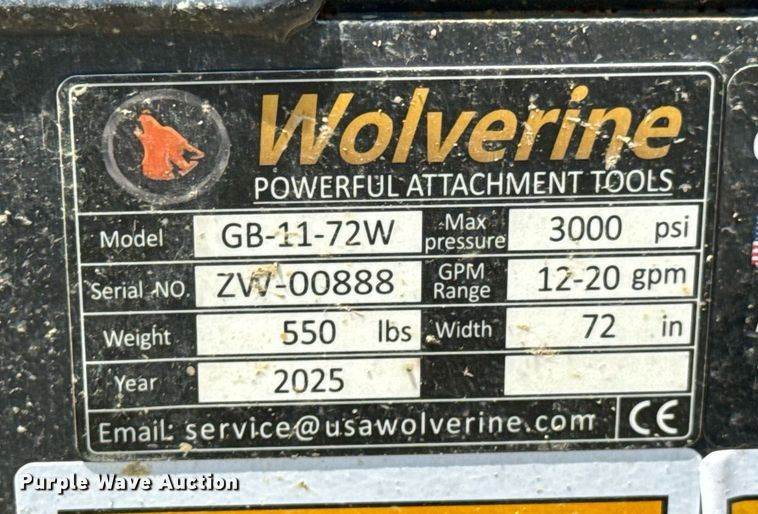 Wolverine
POWERFUL ATTACHMENT TOOLS
Model GB-11-72W Max pressure 3000 psi
Serial NO. ZW-00888 GPM Range 12-20 gpm
Weight 550 lbs Width 72 in
Year 2025
Email: service@usawolverine.com CE
Purple Wave Auction